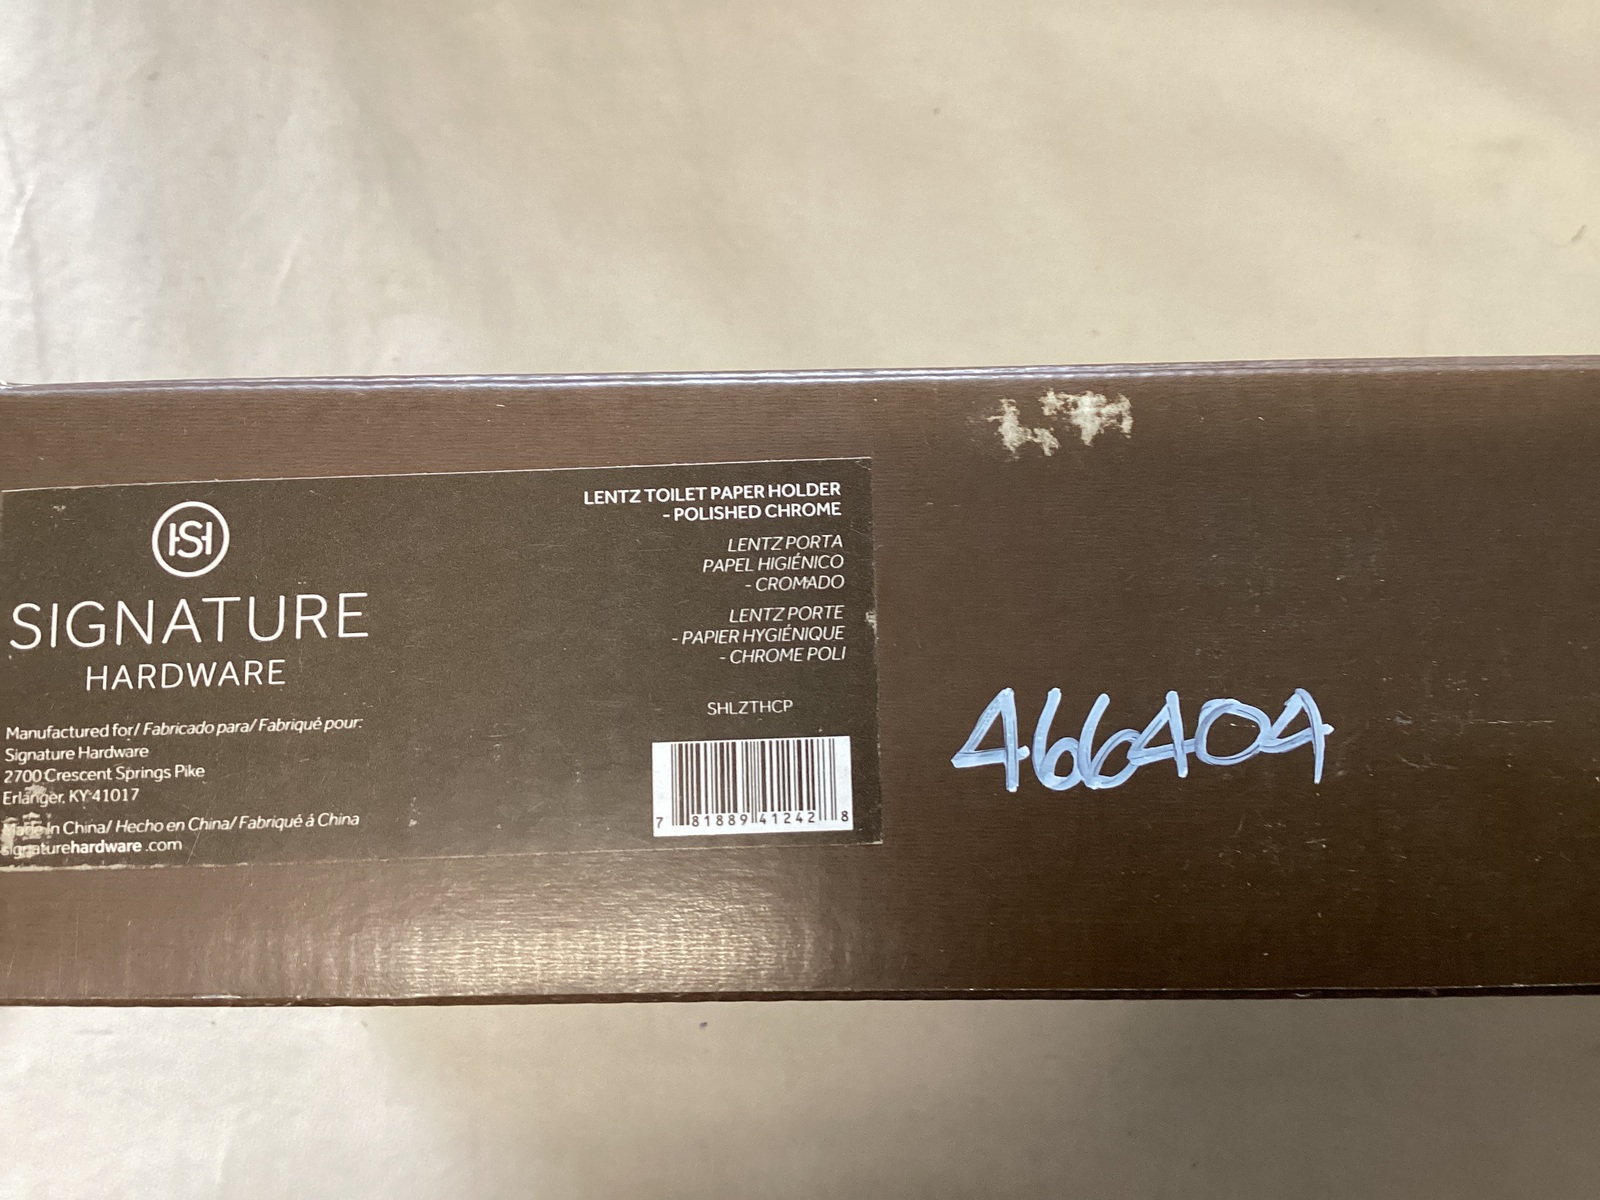 HSH
SIGNATURE
HARDWARE
Manufactured for/ Fabricado para/ Fabriqué pour:
Signature Hardware
2700 Crescent Springs Pike
Erlanger, KY 41017
Made in China/ Hecho en China/ Fabriqué á China
signaturehardware .com
LENTZ TOILET PAPER HOLDER
- POLISHED CHROME
LENTZ PORTA
PAPEL HIGIÉNICO
- CROMADO
LENTZ PORTE
- PAPIER HYGIÉNIQUE
- CHROME POLI
SHLZTHCP
7 81889 41242 8
466404